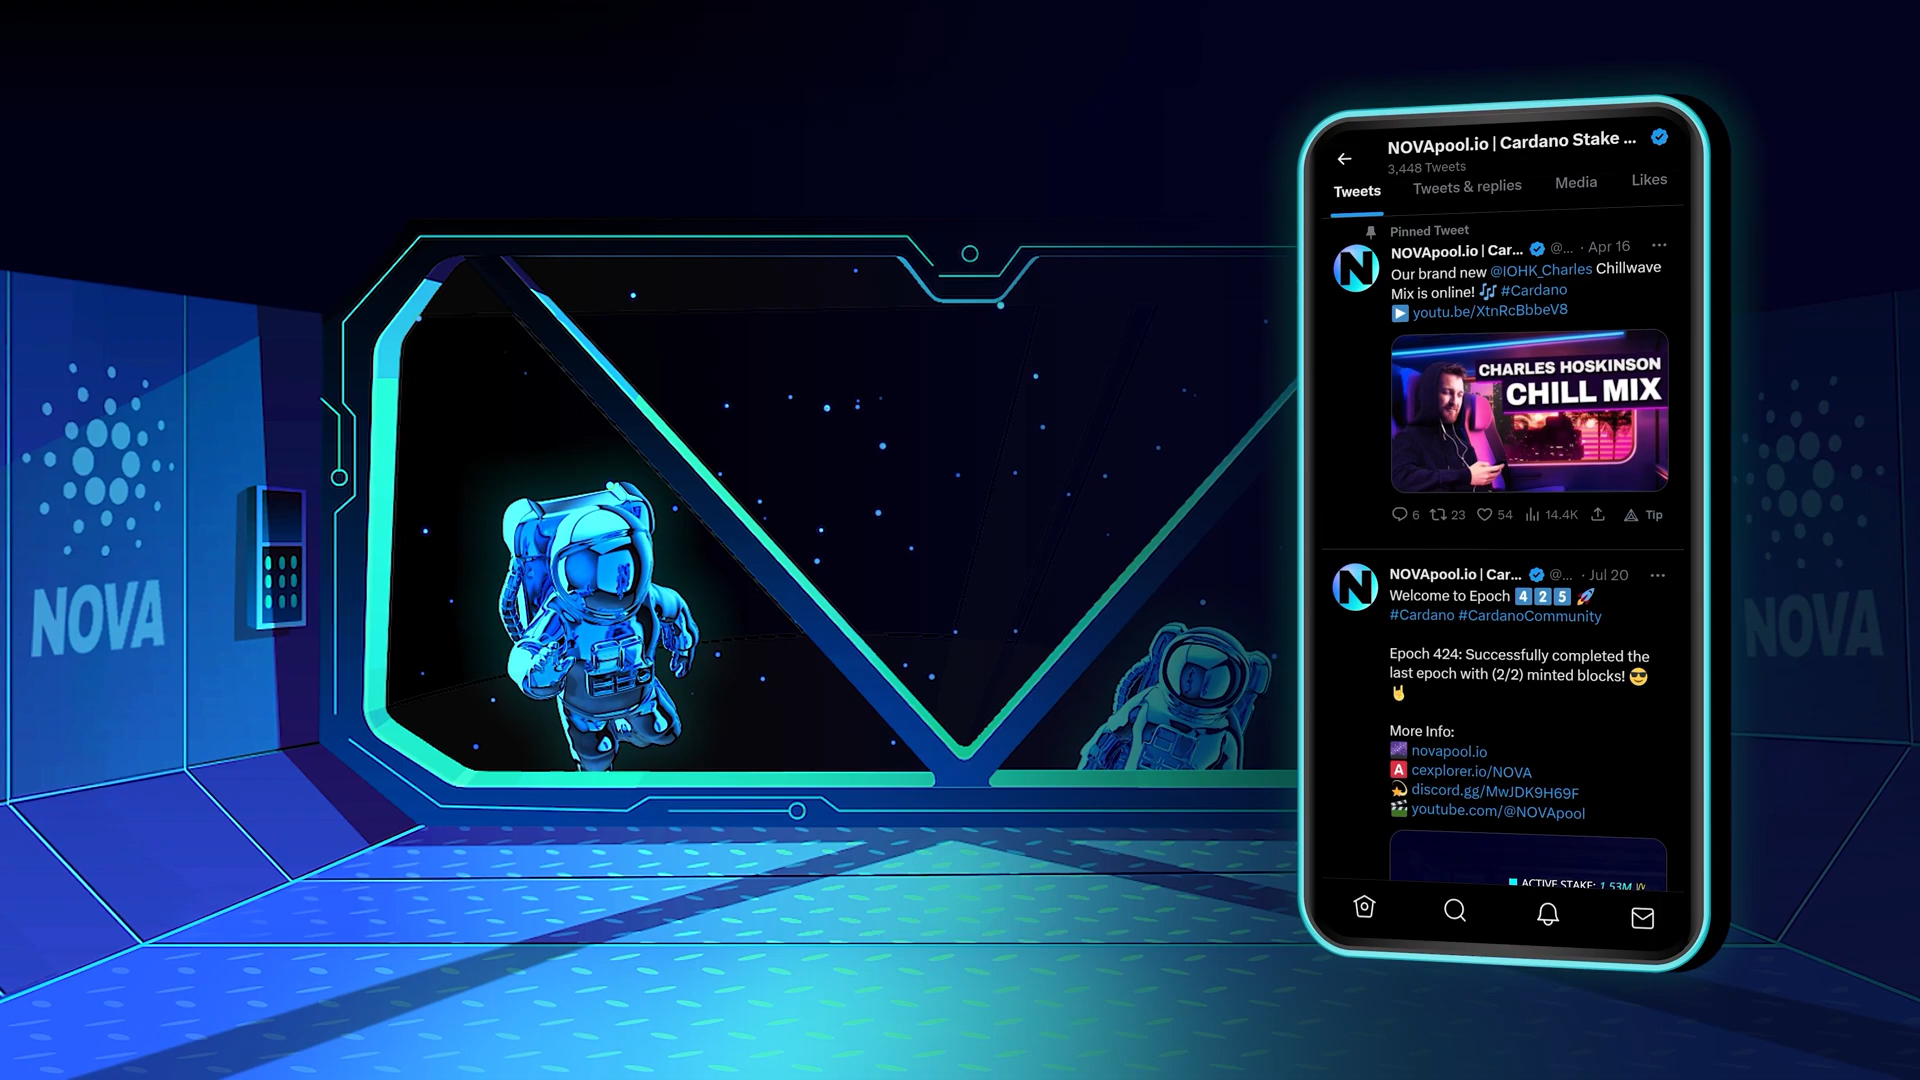 NOVA
NOVApool.io | Cardano Stake ...
3,448 Tweets
Tweets
Tweets & replies
Media
Likes
Pinned Tweet
NOVApool.io | Car... @... · Apr 16 ···
Our brand new @IOHK_Charles Chillwave
Mix is online! 🎶 #Cardano
▶️ youtu.be/XtnRcBbbeV8
CHARLES HOSKINSON
CHILL MIX
6 23 54 14.4K Tip
N
NOVApool.io | Car... @... · Jul 20 ···
Welcome to Epoch 4️⃣2️⃣5️⃣ 🚀
#Cardano #CardanoCommunity
Epoch 424: Successfully completed the
last epoch with (2/2) minted blocks! 😎
🤘
More Info:
🌌 novapool.io
🅰️ cexplorer.io/NOVA
💫 discord.gg/MwJDK9H69F
🎬 youtube.com/@NOVApool
ACTIVE STAKE: 1.53M
N
NOVA